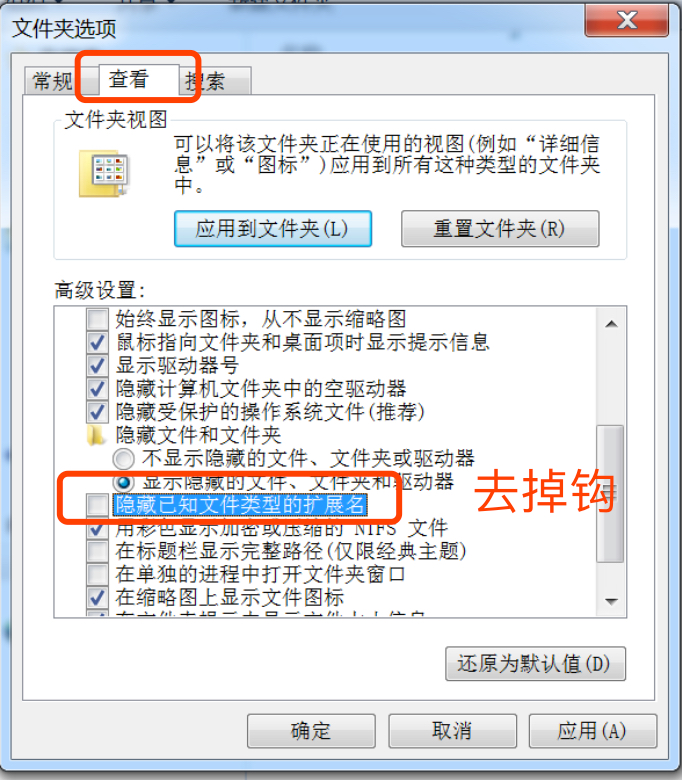 文件夹选项
常规
查看
搜索
文件夹视图
可以将该文件夹正在使用的视图(例如“详细信
息”或“图标”)应用到所有这种类型的文件夹
中。
应用到文件夹(L)
重置文件夹(R)
高级设置:
始终显示图标，从不显示缩略图
鼠标指向文件夹和桌面项时显示提示信息
显示驱动器号
隐藏计算机文件夹中的空驱动器
隐藏受保护的操作系统文件(推荐)
隐藏文件和文件夹
不显示隐藏的文件、文件夹或驱动器
显示隐藏的文件、文件夹和驱动器
隐藏已知文件类型的扩展名
去掉钩
用彩色显示加密或压缩的 NTFS 文件
在标题栏显示完整路径(仅限经典主题)
在单独的进程中打开文件夹窗口
在缩略图上显示文件图标
还原为默认值(D)
确定
取消
应用(A)